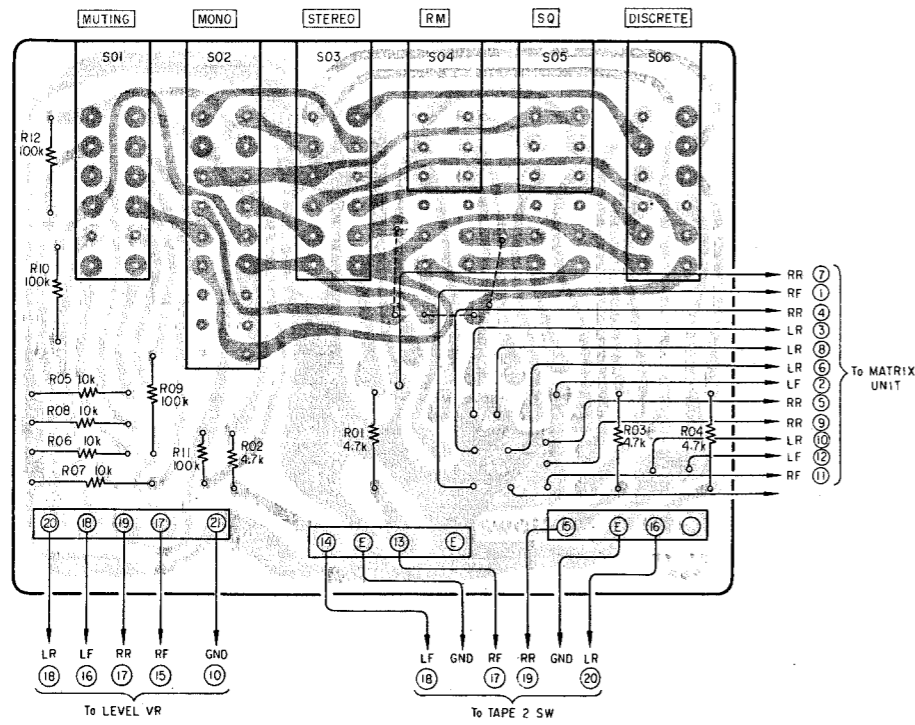 MUTING MONO STEREO RM SQ DISCRETE
S01 S02 S03 S04 S05 S06
R12
100k
R10
100k
R05 10k
R08 10k
R06 10k
R07 10k
R09
100k
R11
100k
R02
4.7k
R01
4.7k
R03
4.7k
R04
4.7k
RR 7
RF 1
RR 4
LR 3
LR 8
LR 6
LF 2
RR 5
RR 9
LR 10
LF 12
RF 11
To MATRIX
UNIT
20 18 19 17 21
14 E 13 E
15 E 16
LR LF RR RF GND
18 16 17 15 10
To LEVEL VR
LF GND RF RR GND LR
18 17 19 20
To TAPE 2 SW